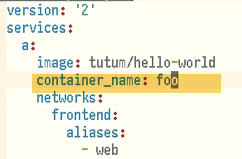 version: '2'
services:
  a:
    image: tutum/hello-world
    container_name: foo
    networks:
      frontend:
        aliases:
          - web